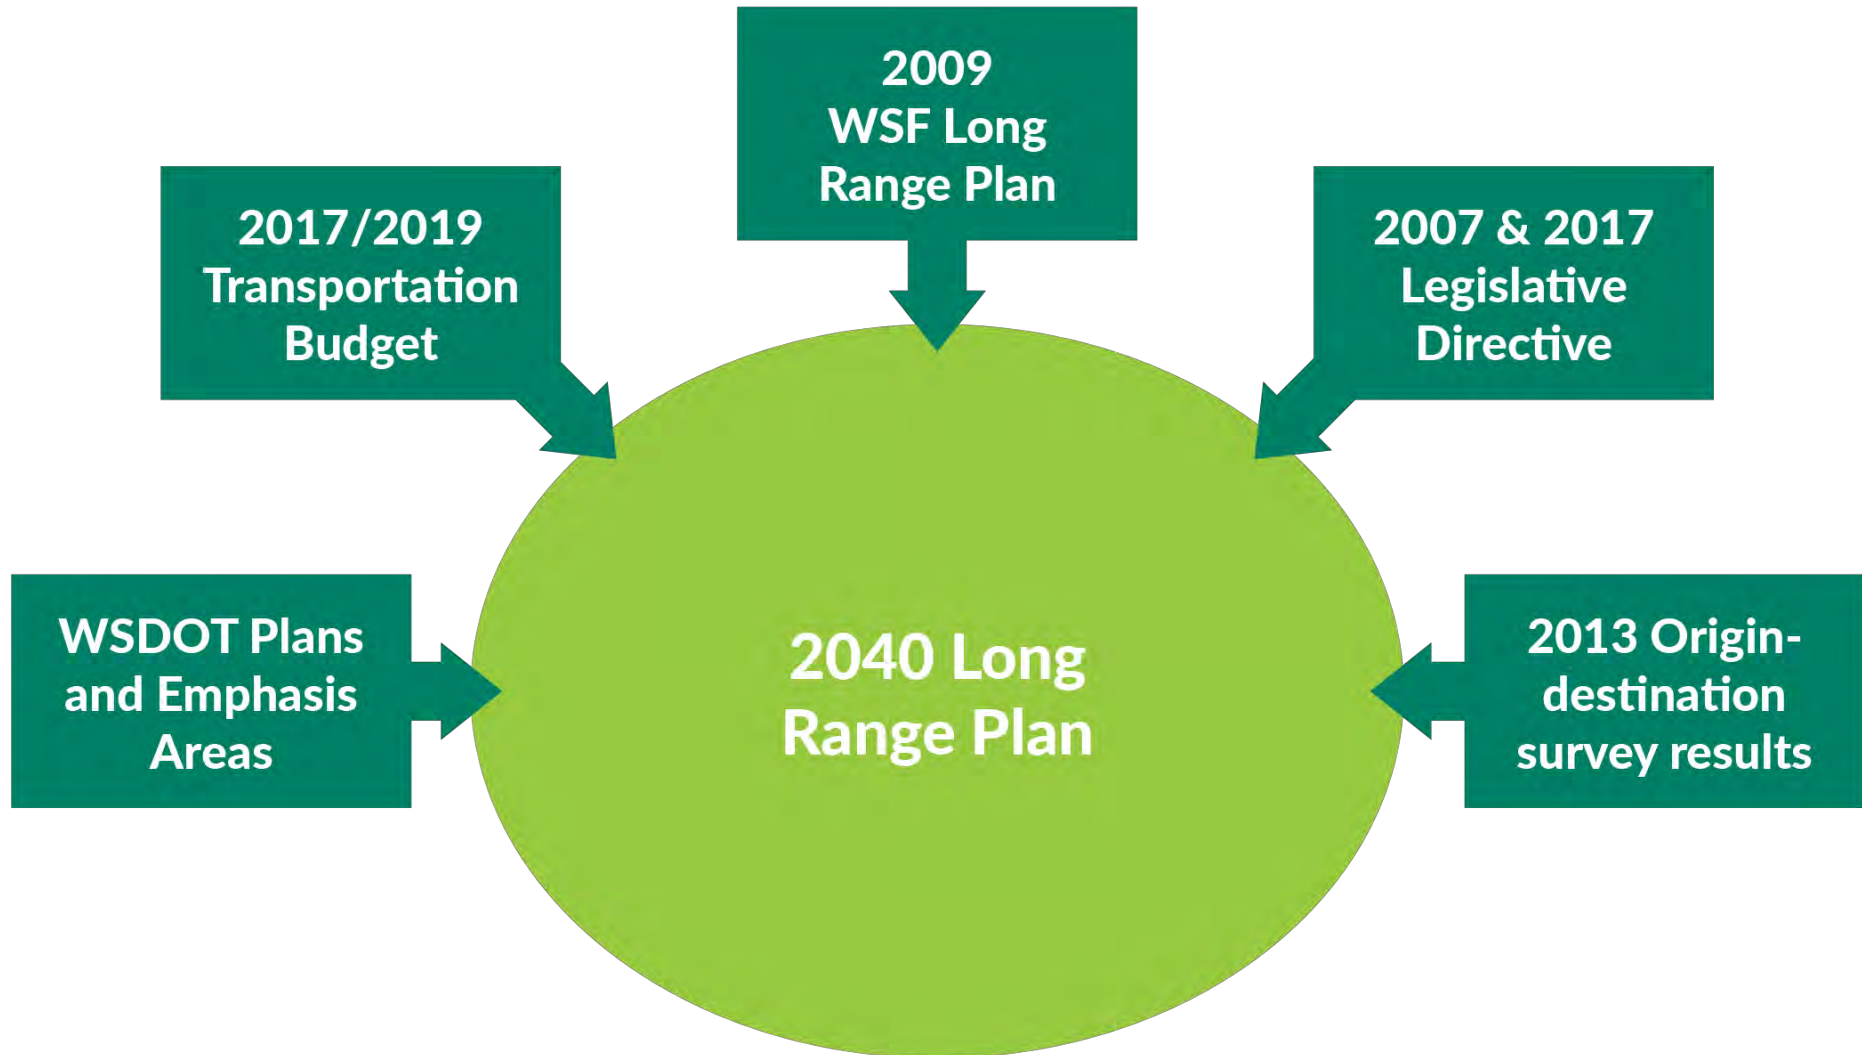 2009
WSF Long
Range Plan
2017/2019
Transportation
Budget
2007 & 2017
Legislative
Directive
WSDOT Plans
and Emphasis
Areas
2040 Long
Range Plan
2013 Origin-
destination
survey results